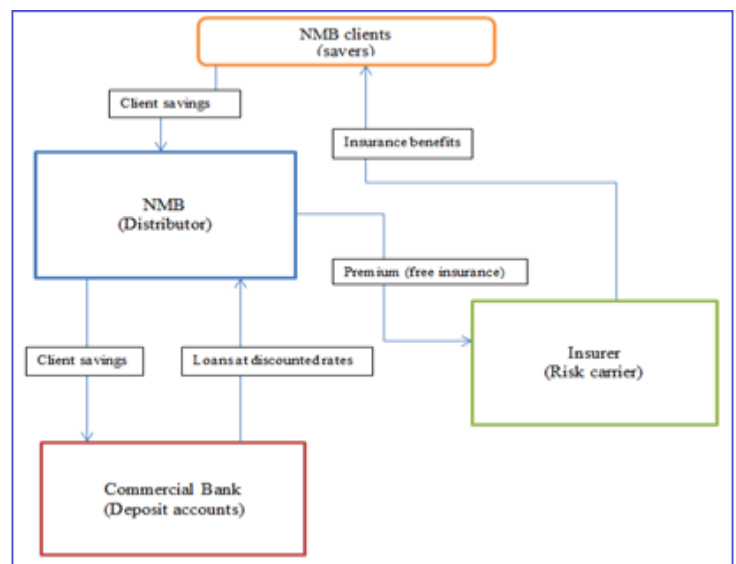 NMB clients
(savers)
Client savings
Insurance benefits
NMB
(Distributor)
Premium (free insurance)
Client savings
Loans at discounted rates
Insurer
(Risk carrier)
Commercial Bank
(Deposit accounts)